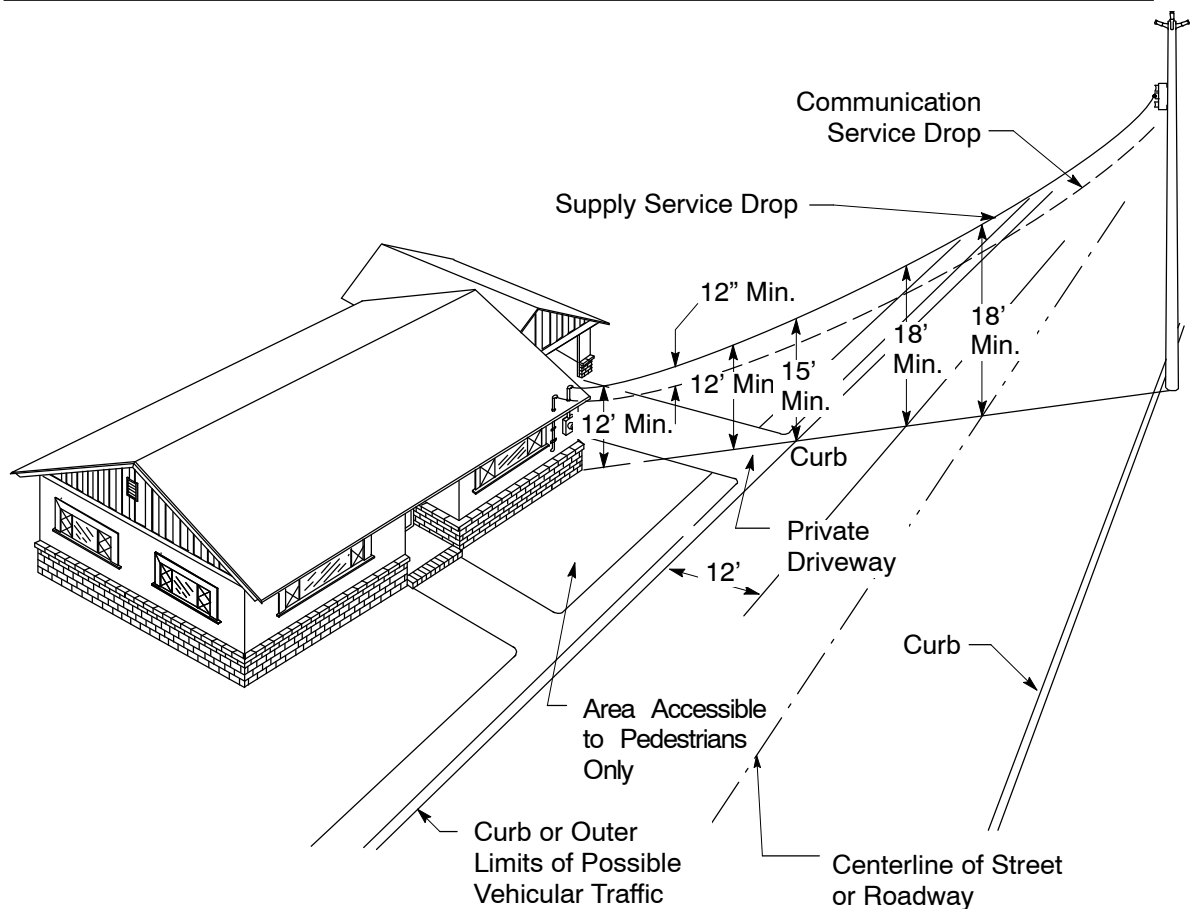 Communication
Service Drop
Supply Service Drop
12” Min.
18’
Min.
18’
Min.
15’
Min.
12’ Min
12’ Min.
Curb
Private
Driveway
12’
Curb
Area Accessible
to Pedestrians
Only
Curb or Outer
Limits of Possible
Vehicular Traffic
Centerline of Street
or Roadway